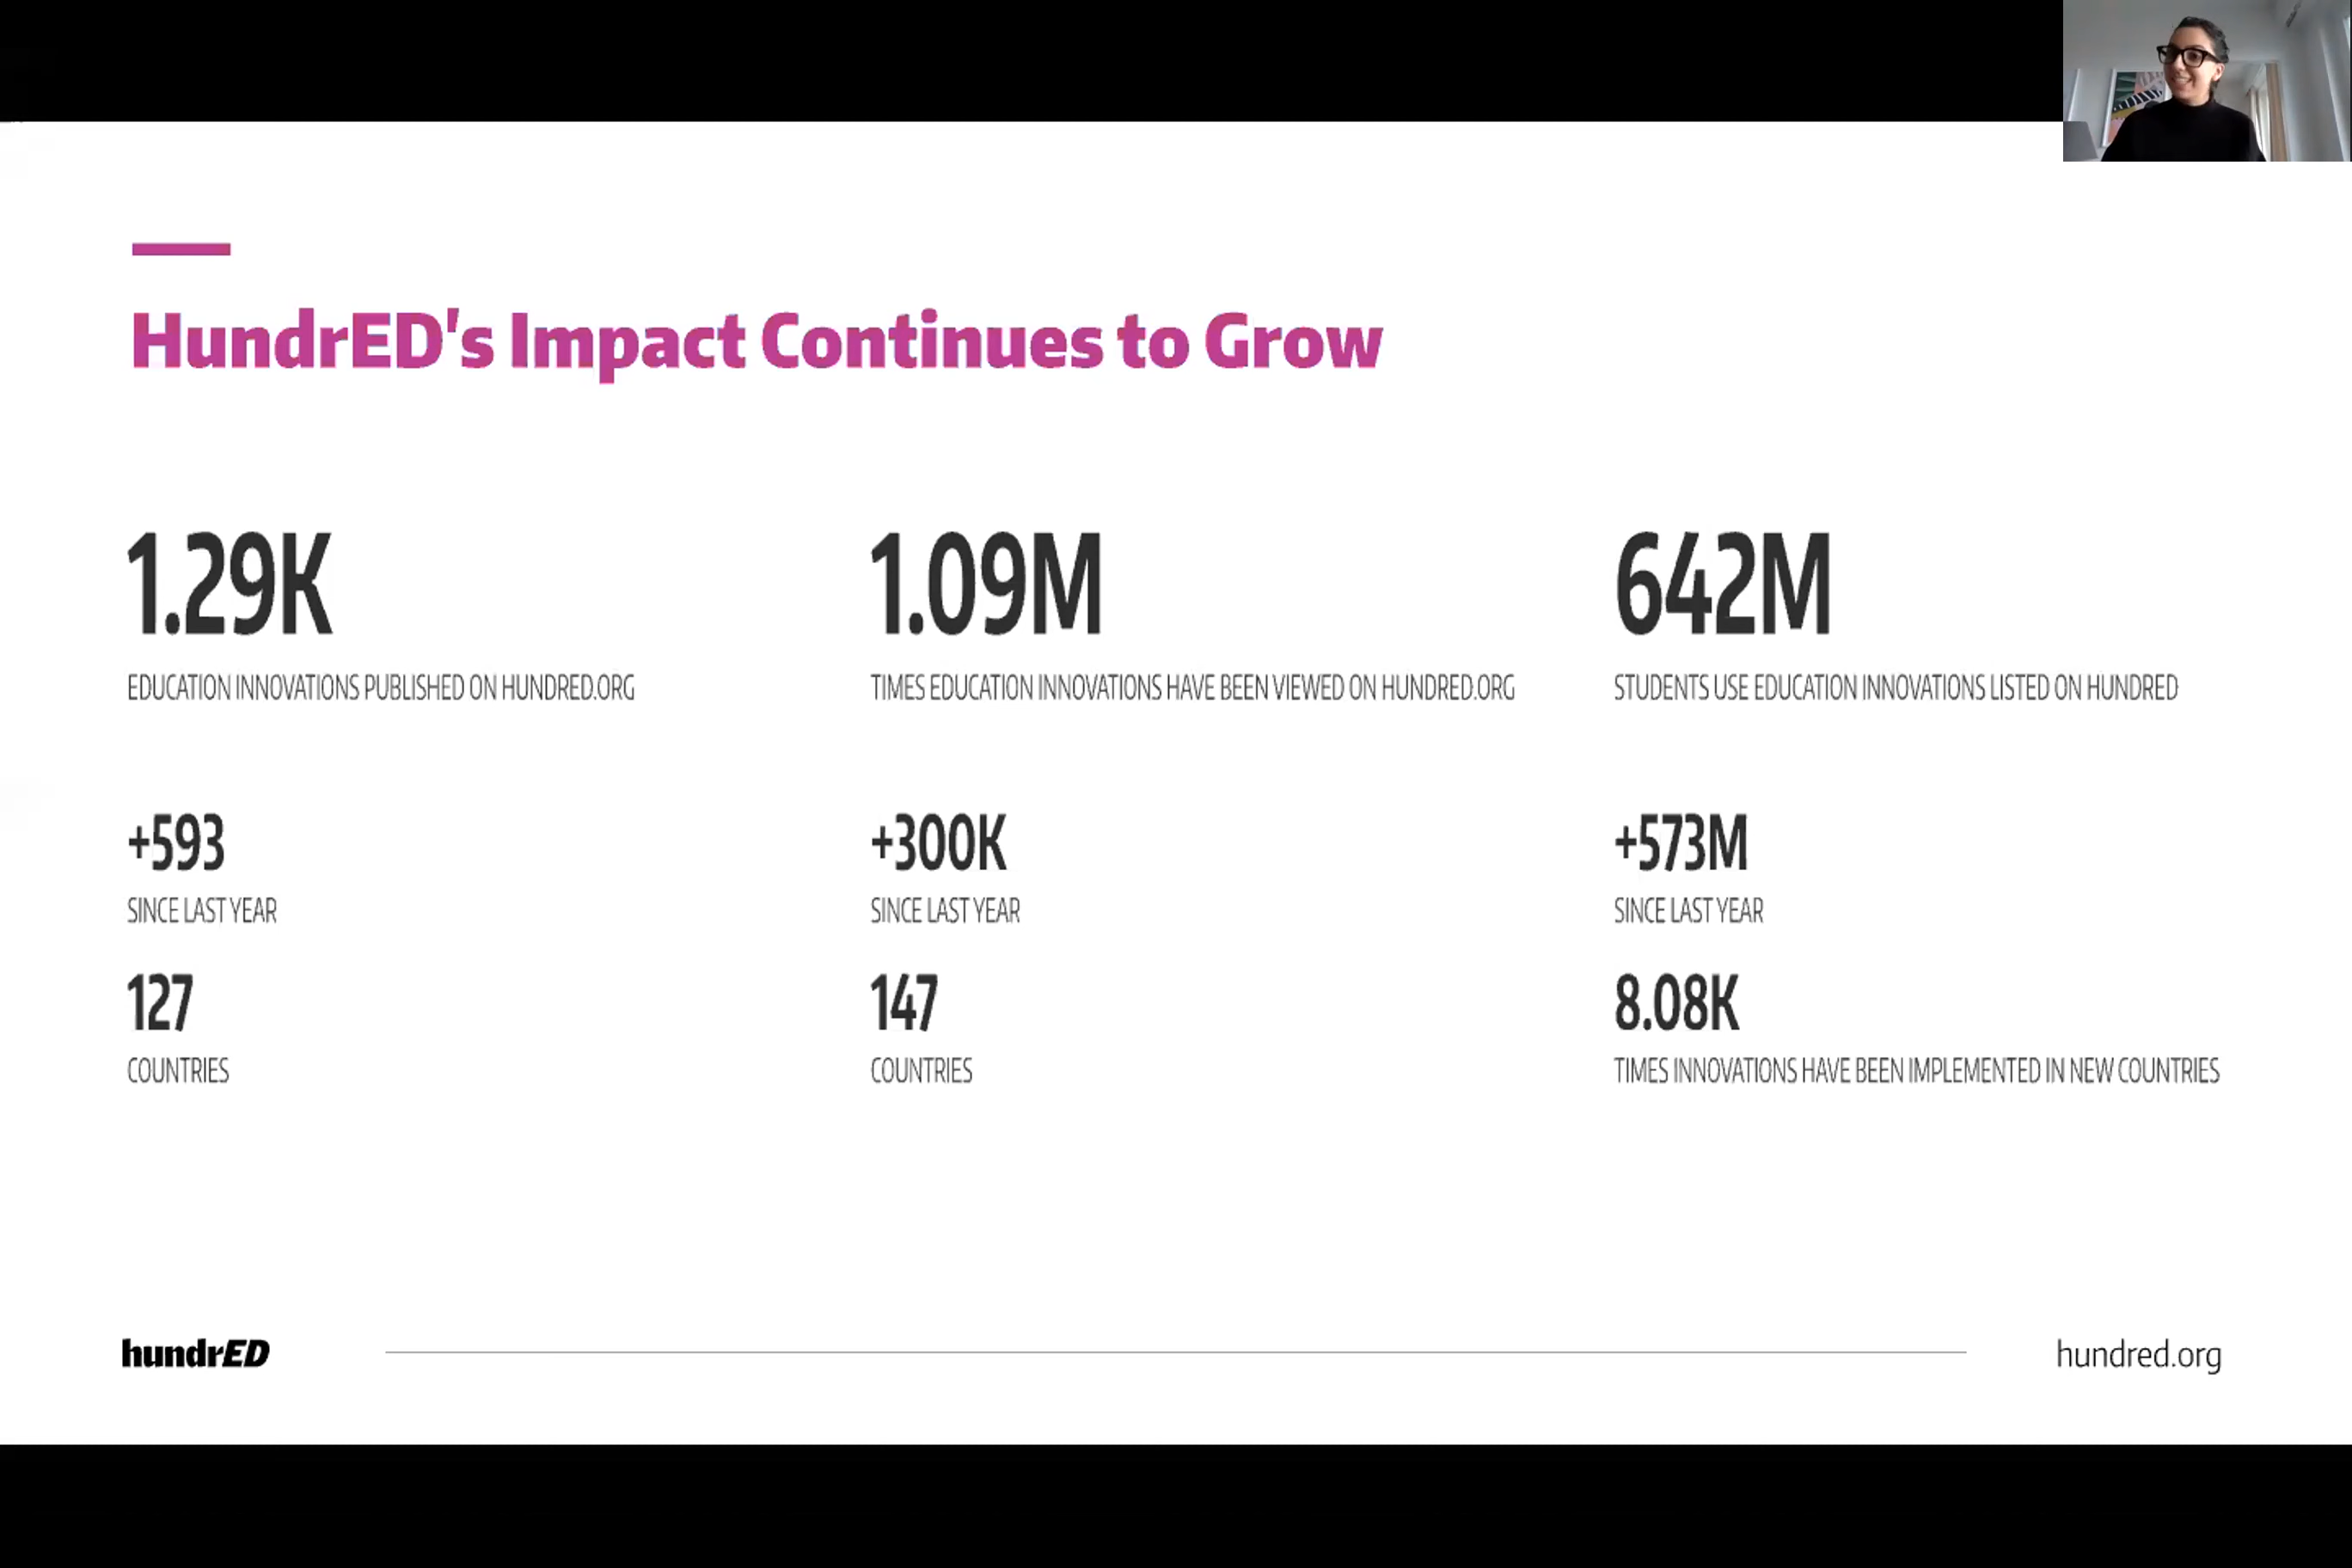 HundrED's Impact Continues to Grow
1.29K
EDUCATION INNOVATIONS PUBLISHED ON HUNDRED.ORG
+593
SINCE LAST YEAR
127
COUNTRIES
1.09M
TIMES EDUCATION INNOVATIONS HAVE BEEN VIEWED ON HUNDRED.ORG
+300K
SINCE LAST YEAR
147
COUNTRIES
642M
STUDENTS USE EDUCATION INNOVATIONS LISTED ON HUNDRED
+573M
SINCE LAST YEAR
8.08K
TIMES INNOVATIONS HAVE BEEN IMPLEMENTED IN NEW COUNTRIES
hundrED
hundred.org